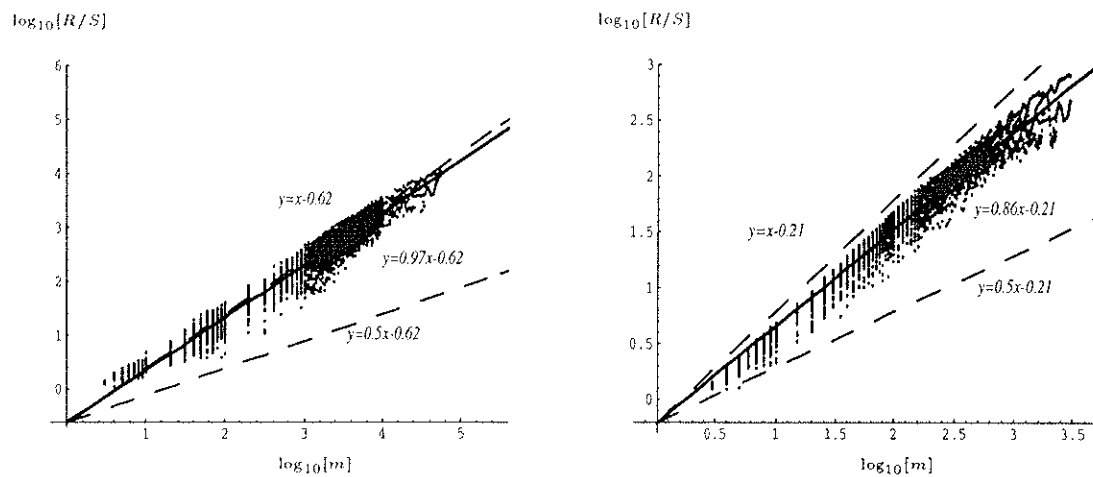 log10[R/S]
6
5
4
3
2
1
0
y=x-0.62
y=0.97x-0.62
y=0.5x-0.62
1 2 3 4 5
log10[m]
log10[R/S]
3
2.5
2
1.5
1
0.5
0
y=x-0.21
y=0.86x-0.21
y=0.5x-0.21
0.5 1 1.5 2 2.5 3 3.5
log10[m]